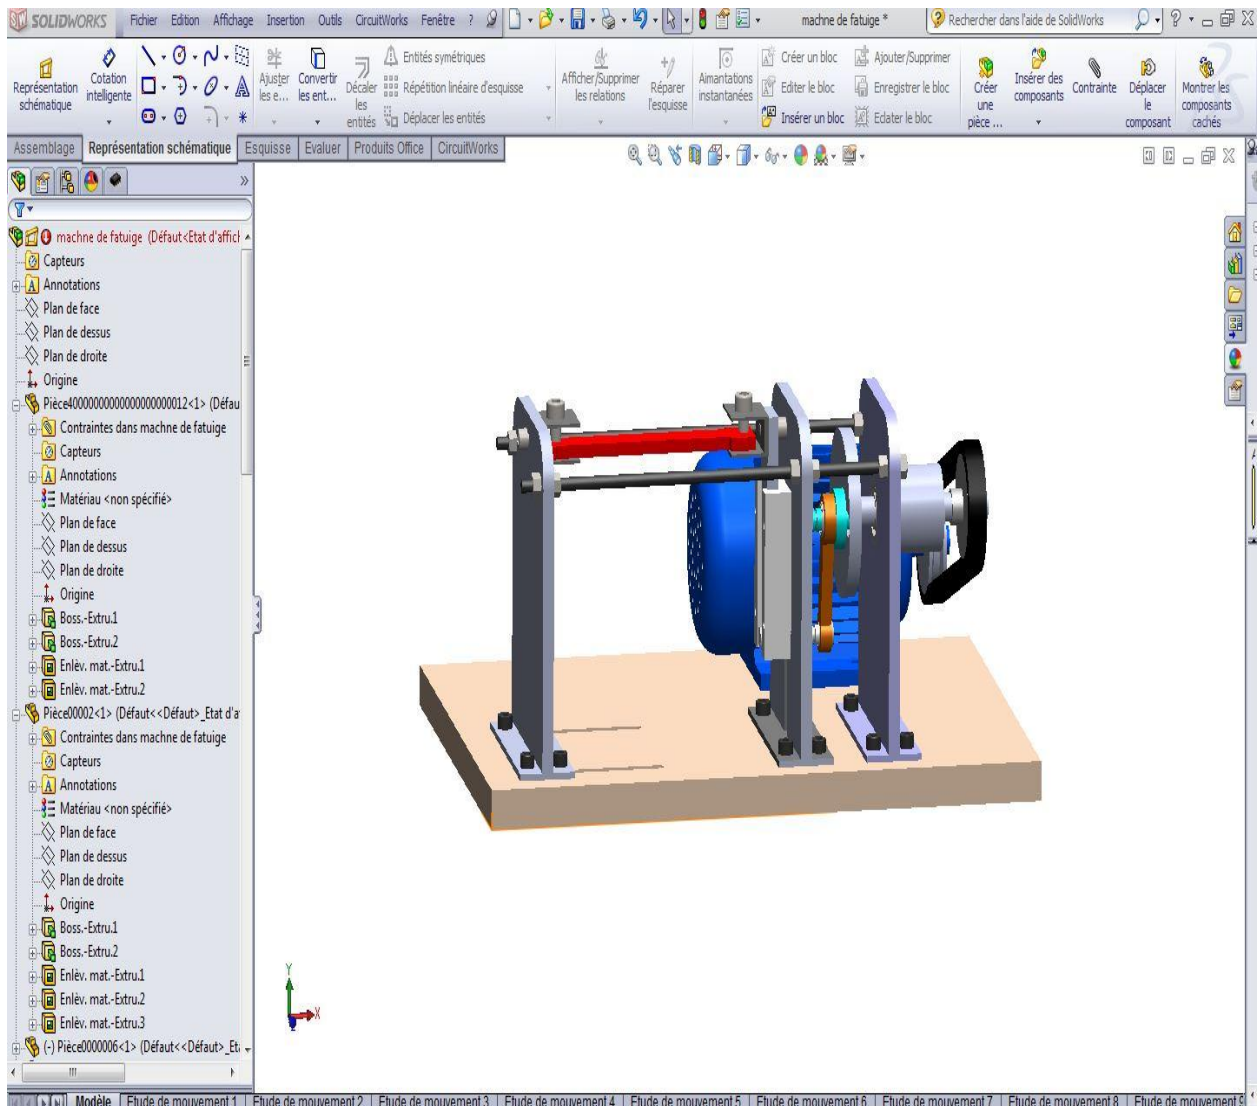 SOLIDWORKS Fichier Edition Affichage Insertion Outils CircuitWorks Fenêtre ? machne de fatuige * Rechercher dans l'aide de SolidWorks ?
Représentation schématique
Cotation intelligente
Ajuster les e...
Convertir les ent...
Décaler les entités
Entités symétriques
Répétition linéaire d'esquisse
Déplacer les entités
Afficher/Supprimer les relations
Réparer l'esquisse
Aimantations instantanées
Créer un bloc
Editer le bloc
Insérer un bloc
Ajouter/Supprimer
Enregistrer le bloc
Eclater le bloc
Créer une pièce ...
Insérer des composants
Contrainte
Déplacer le composant
Montrer les composants cachés
Assemblage Représentation schématique Esquisse Evaluer Produits Office CircuitWorks
machne de fatuige (Défaut<Etat d'affich
Capteurs
Annotations
Plan de face
Plan de dessus
Plan de droite
Origine
Contraintes dans machne de fatuige
Capteurs
Annotations
Matériau <non spécifié>
Plan de face
Plan de dessus
Plan de droite
Origine
Boss.-Extru.1
Boss.-Extru.2
Enlèv. mat.-Extru.1
Enlèv. mat.-Extru.2
Pièce00002<1> (Défaut<<Défaut>_Etat d'a
Contraintes dans machne de fatuige
Capteurs
Annotations
Matériau <non spécifié>
Plan de face
Plan de dessus
Plan de droite
Origine
Boss.-Extru.1
Boss.-Extru.2
Enlèv. mat.-Extru.1
Enlèv. mat.-Extru.2
Enlèv. mat.-Extru.3
(-) Pièce0000006<1> (Défaut<<Défaut>_Et
Y
X
Modèle Etude de mouvement 1 Etude de mouvement 2 Etude de mouvement 3 Etude de mouvement 4 Etude de mouvement 5 Etude de mouvement 6 Etude de mouvement 7 Etude de mouvement 8 Etude de mouvement 9